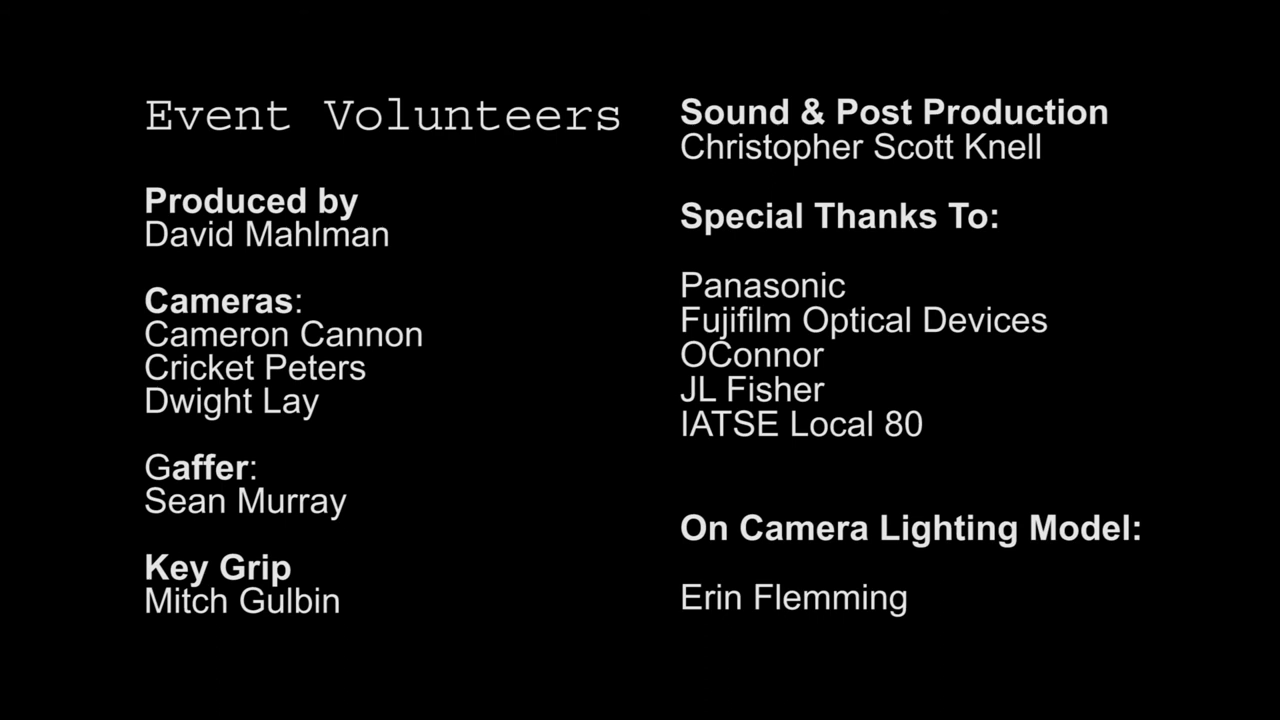 Event Volunteers
Produced by
David Mahlman
Cameras:
Cameron Cannon
Cricket Peters
Dwight Lay
Gaffer:
Sean Murray
Key Grip
Mitch Gulbin
Sound & Post Production
Christopher Scott Knell
Special Thanks To:
Panasonic
Fujifilm Optical Devices
OConnor
JL Fisher
IATSE Local 80
On Camera Lighting Model:
Erin Flemming